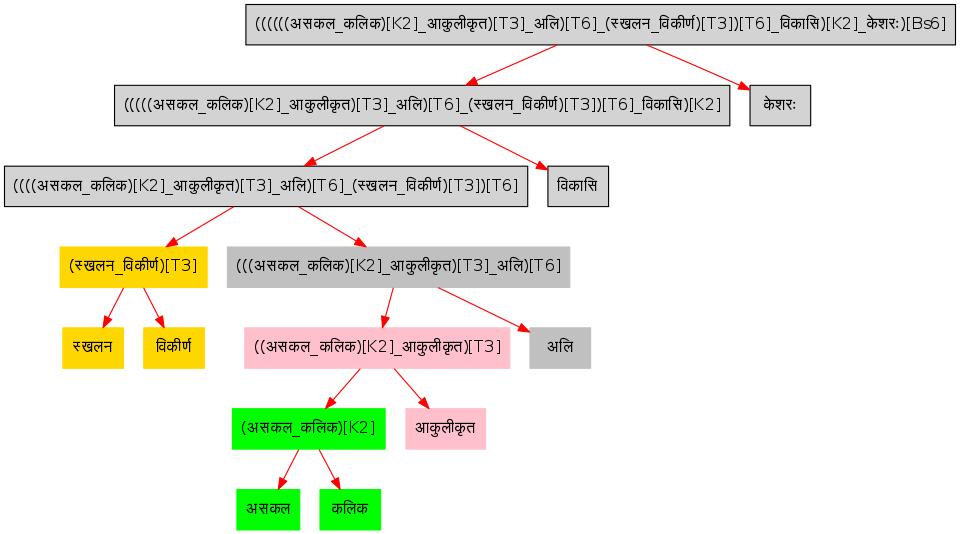 ((((((असकल_कलिक)[K2]_आकुलीकृत)[T3]_अलि)[T6]_(स्खलन_विकीर्ण)[T3])[T6]_विकासि)[K2]_केशरः)[Bs6]
(((((असकल_कलिक)[K2]_आकुलीकृत)[T3]_अलि)[T6]_(स्खलन_विकीर्ण)[T3])[T6]_विकासि)[K2]
केशरः
((((असकल_कलिक)[K2]_आकुलीकृत)[T3]_अलि)[T6]_(स्खलन_विकीर्ण)[T3])[T6]
विकासि
(स्खलन_विकीर्ण)[T3]
(((असकल_कलिक)[K2]_आकुलीकृत)[T3]_अलि)[T6]
स्खलन
विकीर्ण
((असकल_कलिक)[K2]_आकुलीकृत)[T3]
अलि
(असकल_कलिक)[K2]
आकुलीकृत
असकल
कलिक